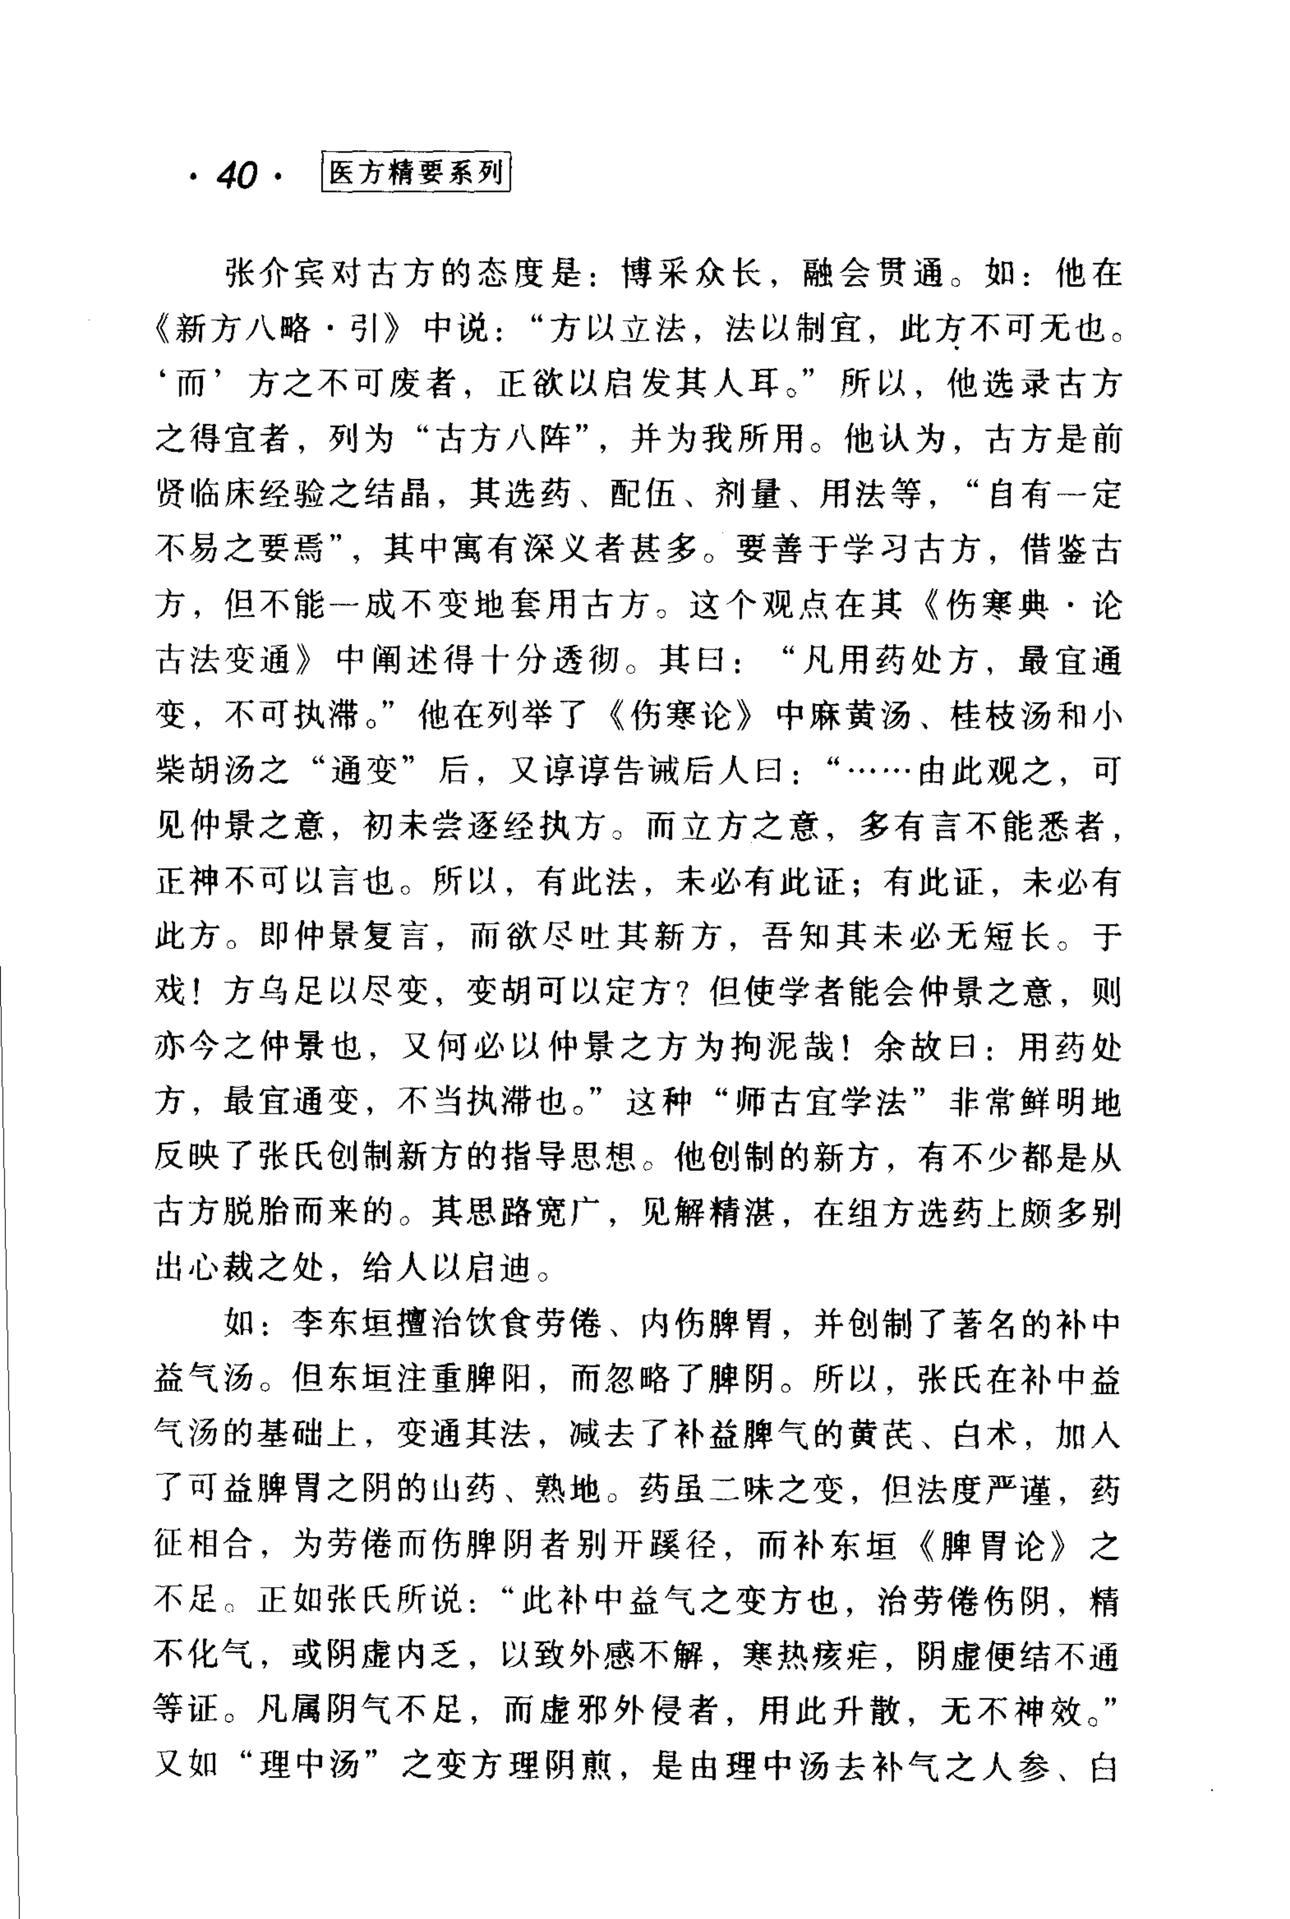 · 40 · 医方精要系列
张介宾对古方的态度是：博采众长，融会贯通。如：他在
《新方八略·引》中说：“方以立法，法以制宜，此方不可无也。
‘而’方之不可废者，正欲以启发其人耳。”所以，他选录古方
之得宜者，列为“古方八阵”，并为我所用。他认为，古方是前
贤临床经验之结晶，其选药、配伍、剂量、用法等，“自有一定
不易之要焉”，其中寓有深义者甚多。要善于学习古方，借鉴古
方，但不能一成不变地套用古方。这个观点在其《伤寒典·论
古法变通》中阐述得十分透彻。其曰：“凡用药处方，最宜通
变，不可执滞。”他在列举了《伤寒论》中麻黄汤、桂枝汤和小
柴胡汤之“通变”后，又谆谆告诫后人曰：“……由此观之，可
见仲景之意，初未尝逐经执方。而立方之意，多有言不能悉者，
正神不可以言也。所以，有此法，未必有此证；有此证，未必有
此方。即仲景复言，而欲尽吐其新方，吾知其未必无短长。于
戏！方乌足以尽变，变胡可以定方？但使学者能会仲景之意，则
亦今之仲景也，又何必以仲景之方为拘泥哉！余故曰：用药处
方，最宜通变，不当执滞也。”这种“师古宜学法”非常鲜明地
反映了张氏创制新方的指导思想。他创制的新方，有不少都是从
古方脱胎而来的。其思路宽广，见解精湛，在组方选药上颇多别
出心裁之处，给人以启迪。
如：李东垣擅治饮食劳倦、内伤脾胃，并创制了著名的补中
益气汤。但东垣注重脾阳，而忽略了脾阴。所以，张氏在补中益
气汤的基础上，变通其法，减去了补益脾气的黄芪、白术，加入
了可益脾胃之阴的山药、熟地。药虽二味之变，但法度严谨，药
征相合，为劳倦而伤脾阴者别开蹊径，而补东垣《脾胃论》之
不足。正如张氏所说：“此补中益气之变方也，治劳倦伤阴，精
不化气，或阴虚内乏，以致外感不解，寒热痎疟，阴虚便结不通
等证。凡属阴气不足，而虚邪外侵者，用此升散，无不神效。”
又如“理中汤”之变方理阴煎，是由理中汤去补气之人参、白